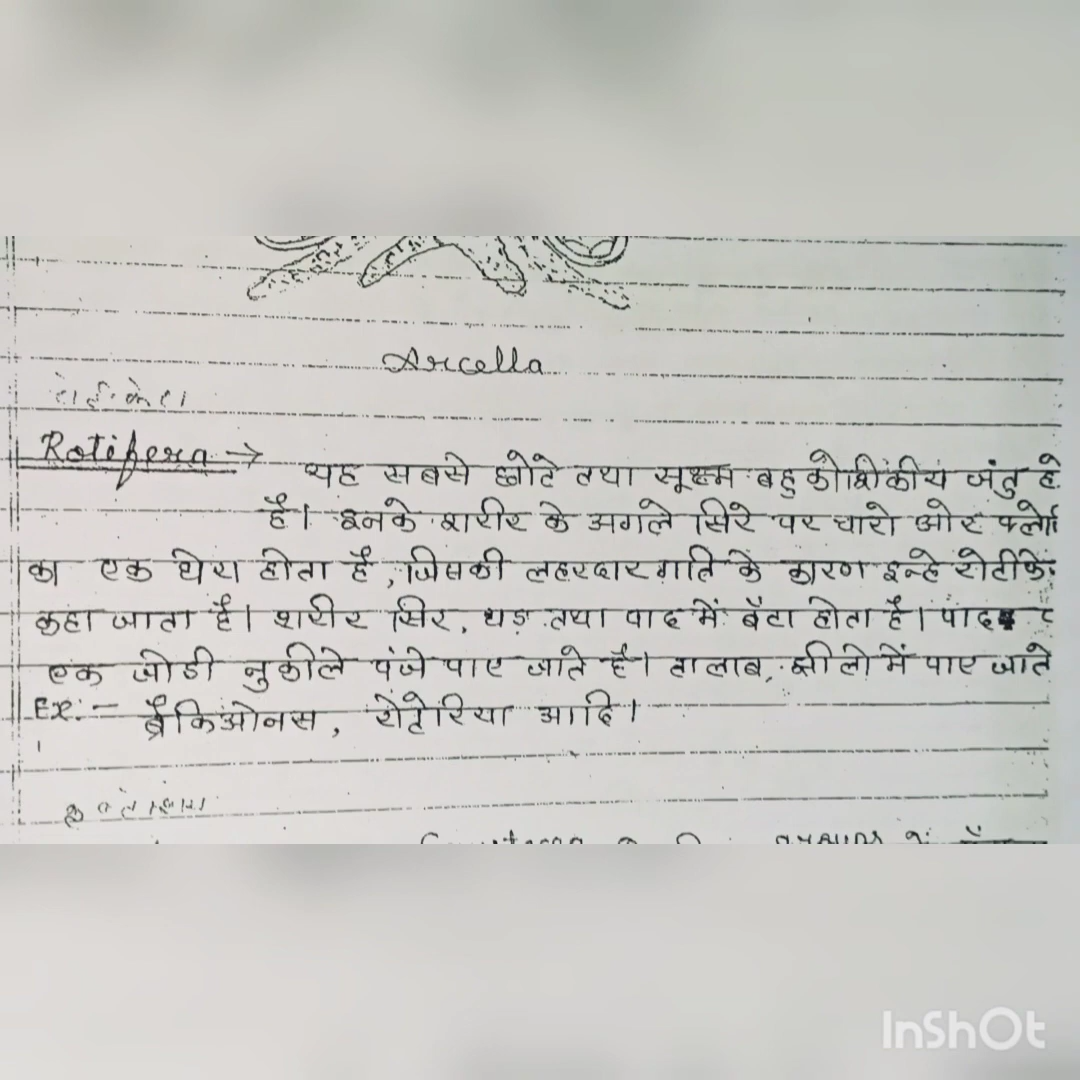 Arcella
Rotifera →
यह सबसे छोटे तथा सूक्ष्म बहुकोशिकीय जंतु हे
है। इनके शरीर के अगले सिरे पर चारो ओर फ्लेगे
का एक घेरा होता है, जिसकी लहरदार गति के कारण इन्हे रोटीफे
कहा जाता है। शरीर सिर, धड़ तथा पाद में बँटा होता है। पाद
एक जोडी नुकीले पंजे पाए जाते है। तालाब, झीलो में पाए जाते
Ex:- ब्रैकिओनस, रोटेरिया आदि।
InShOt